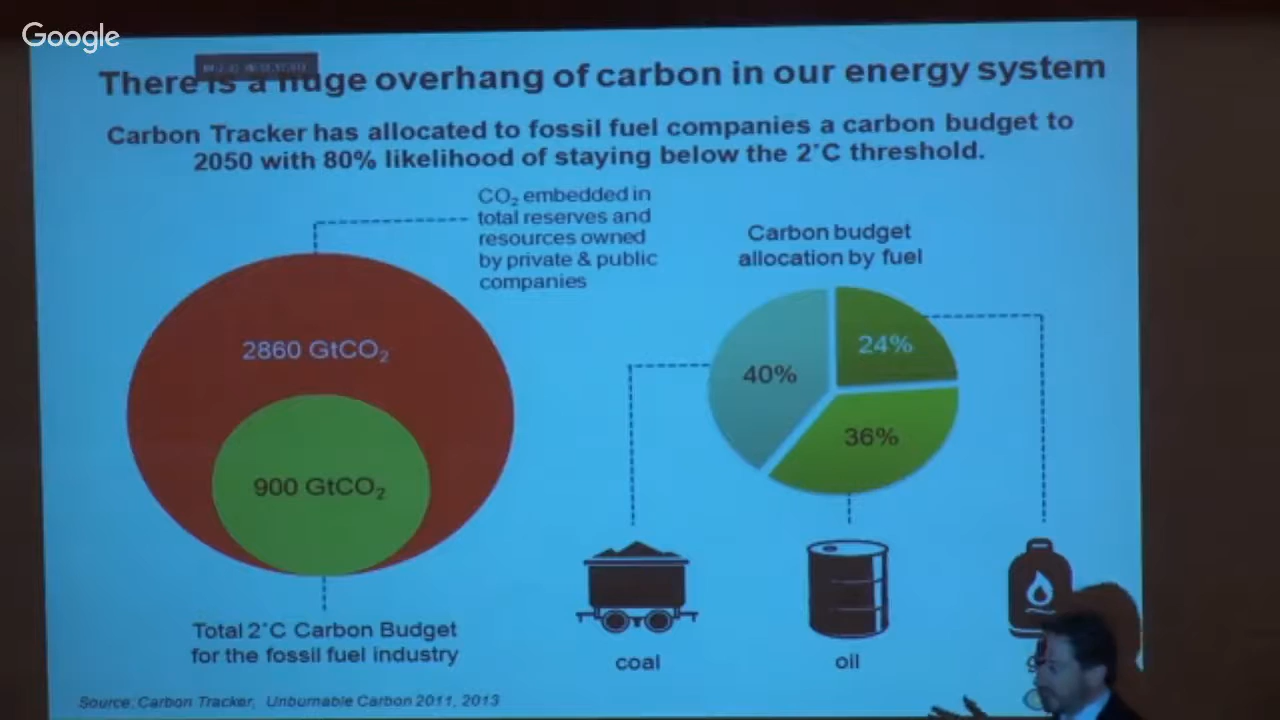 Google
There is a huge overhang of carbon in our energy system
Carbon Tracker has allocated to fossil fuel companies a carbon budget to
2050 with 80% likelihood of staying below the 2°C threshold.
CO₂ embedded in
total reserves and
resources owned
by private & public
companies
2860 GtCO₂
900 GtCO₂
Total 2°C Carbon Budget
for the fossil fuel industry
Carbon budget
allocation by fuel
24%
40%
36%
coal
oil
Source: Carbon Tracker, Unburnable Carbon 2011, 2013